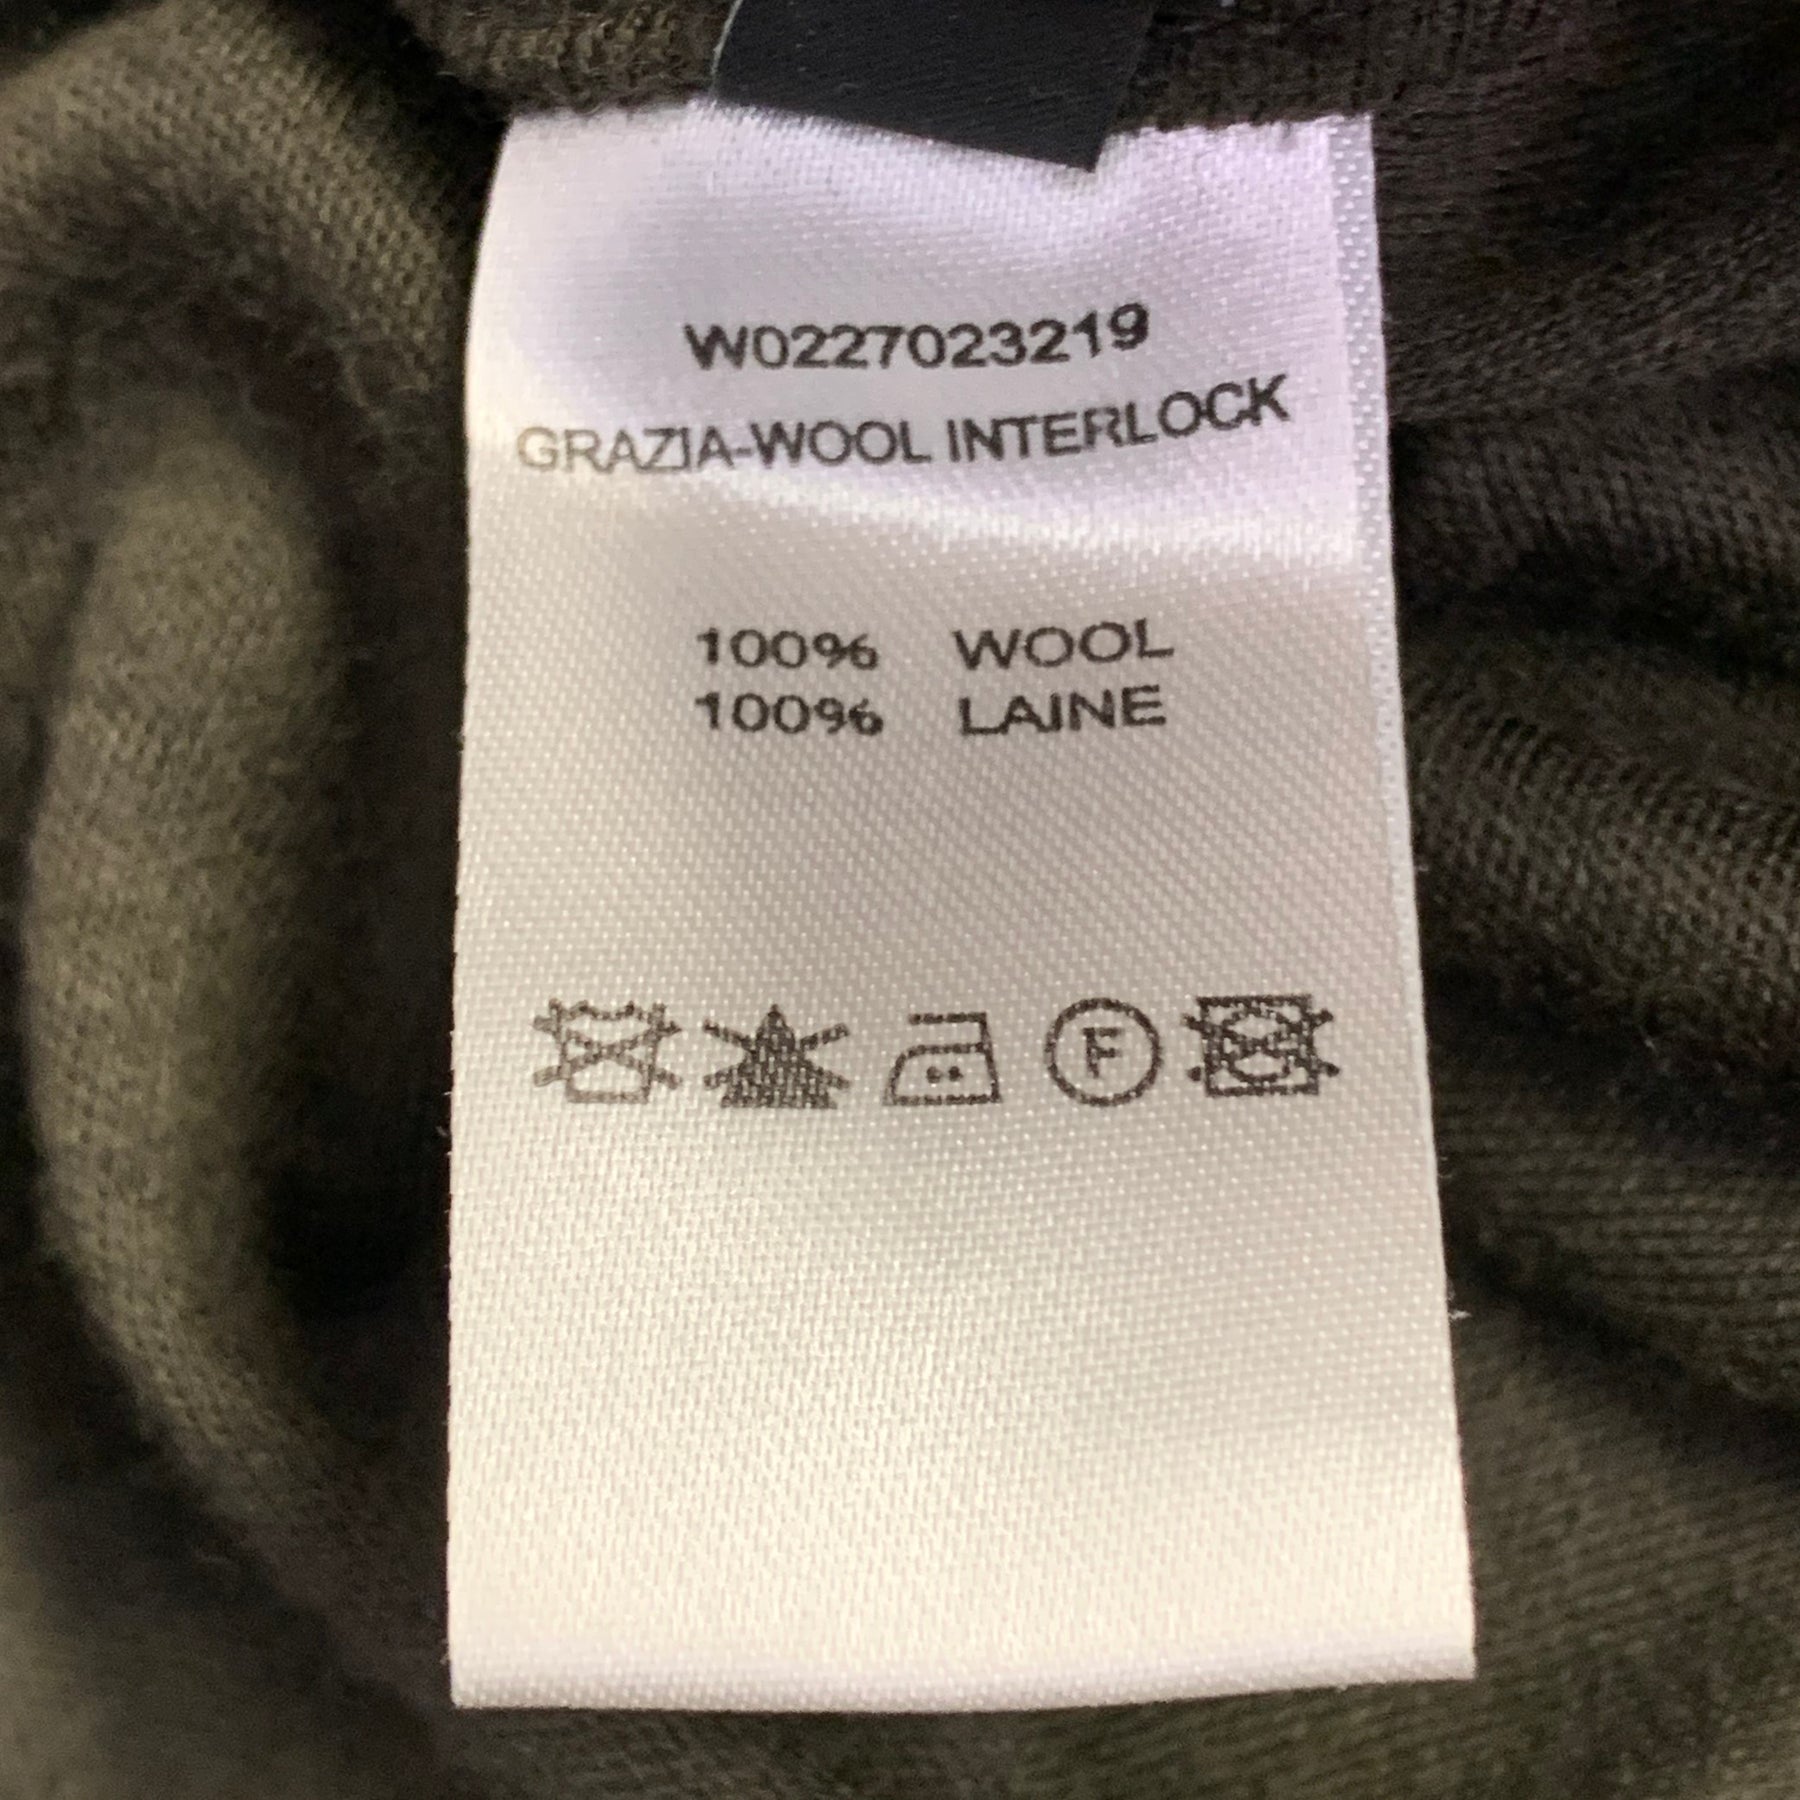 W0227023219
GRAZIA-WOOL INTERLOCK
100% WOOL
100% LAINE
F